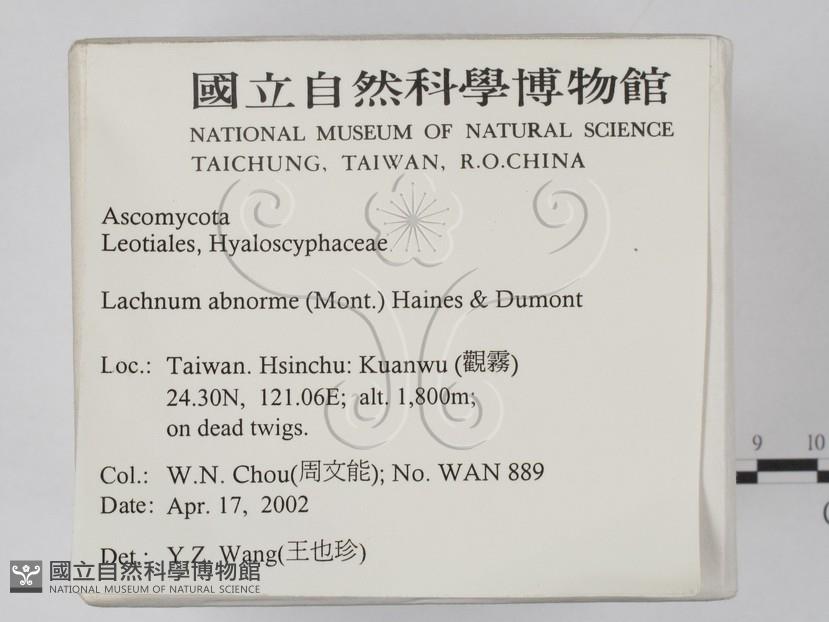 國立自然科學博物館
NATIONAL MUSEUM OF NATURAL SCIENCE
TAICHUNG, TAIWAN, R.O.CHINA
Ascomycota
Leotiales, Hyaloscyphaceae
Lachnum abnorme (Mont.) Haines & Dumont
Loc.: Taiwan. Hsinchu: Kuanwu (觀霧)
24.30N, 121.06E; alt. 1,800m;
on dead twigs.
Col.: W.N. Chou(周文能); No. WAN 889
Date: Apr. 17, 2002
Det.: Y.Z. Wang(王也珍)
國立自然科學博物館
NATIONAL MUSEUM OF NATURAL SCIENCE
9 10